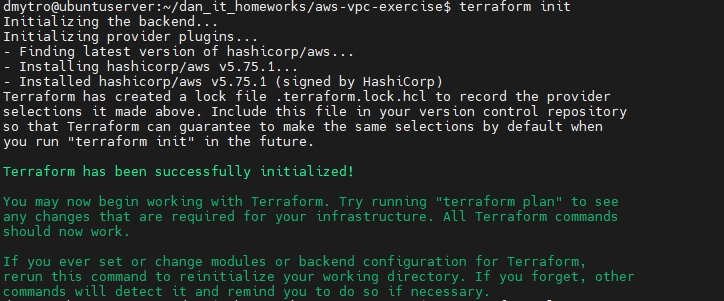 dmytro@ubuntuserver:~/dan_it_homeworks/aws-vpc-exercise$ terraform init
Initializing the backend...
Initializing provider plugins...
- Finding latest version of hashicorp/aws...
- Installing hashicorp/aws v5.75.1...
- Installed hashicorp/aws v5.75.1 (signed by HashiCorp)
Terraform has created a lock file .terraform.lock.hcl to record the provider
selections it made above. Include this file in your version control repository
so that Terraform can guarantee to make the same selections by default when
you run "terraform init" in the future.
Terraform has been successfully initialized!
You may now begin working with Terraform. Try running "terraform plan" to see
any changes that are required for your infrastructure. All Terraform commands
should now work.
If you ever set or change modules or backend configuration for Terraform,
rerun this command to reinitialize your working directory. If you forget, other
commands will detect it and remind you to do so if necessary.